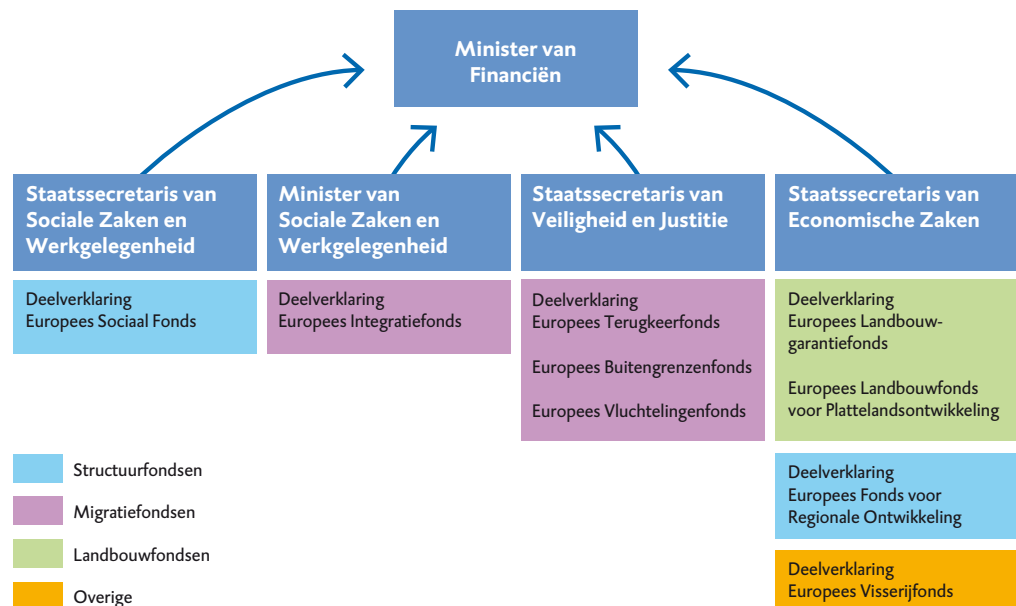 Minister van
Financiën
Staatssecretaris van
Sociale Zaken en
Werkgelegenheid
Minister van
Sociale Zaken en
Werkgelegenheid
Staatssecretaris van
Veiligheid en Justitie
Staatssecretaris van
Economische Zaken
Deelverklaring
Europees Sociaal Fonds
Deelverklaring
Europees Integratiefonds
Deelverklaring
Europees Terugkeerfonds
Europees Buitengrenzenfonds
Europees Vluchtelingenfonds
Deelverklaring
Europees Landbouw-
garantiefonds
Europees Landbouwfonds
voor Plattelandsontwikkeling
Deelverklaring
Europees Fonds voor
Regionale Ontwikkeling
Deelverklaring
Europees Visserijfonds
Structuurfondsen
Migratiefondsen
Landbouwfondsen
Overige